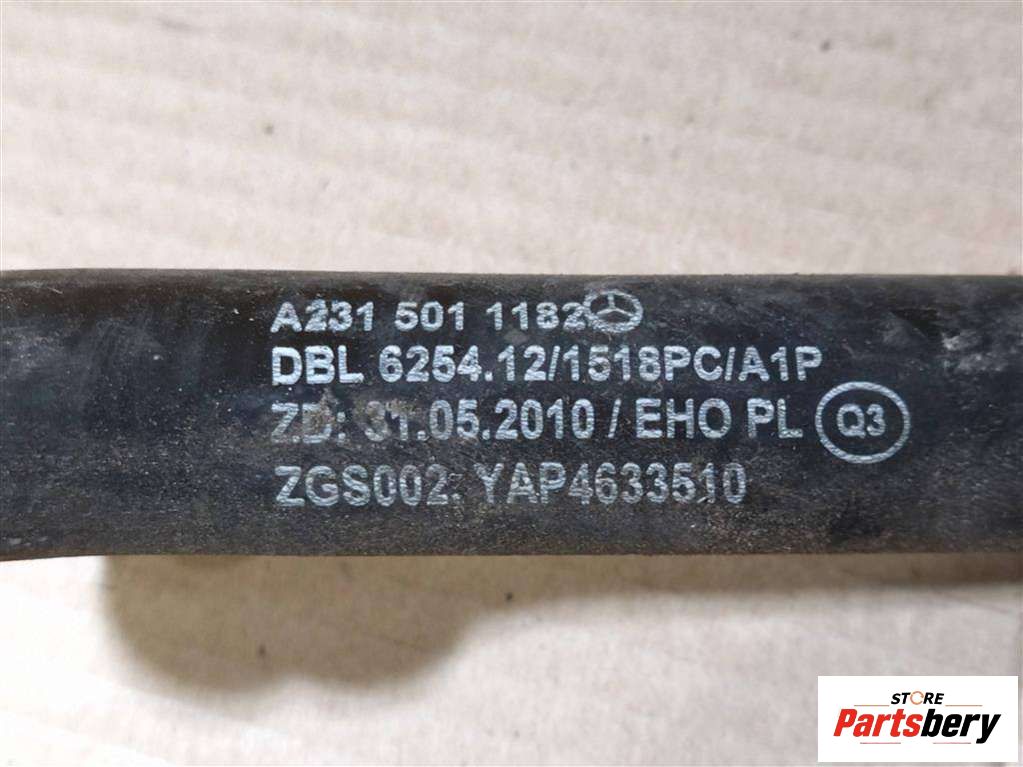 A231 501 1182
DBL 6254.12/1518PC/A1P
ZD: 31.05.2010 / EHO PL Q3
ZGS002: YAP4633510
STORE
Partsbery